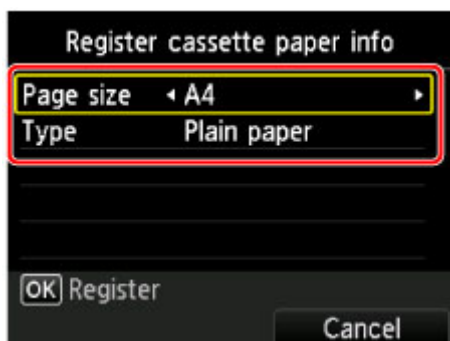 Register cassette paper info
Page size A4
Type Plain paper
OK Register
Cancel